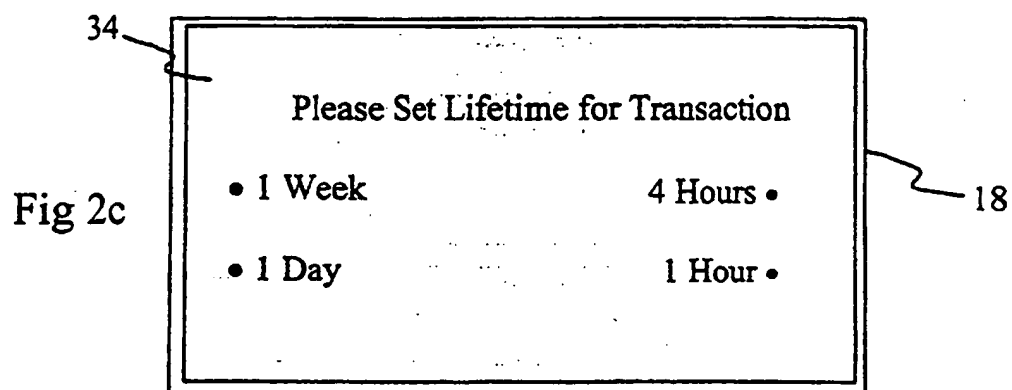 34
Please Set Lifetime for Transaction
• 1 Week 4 Hours •
Fig 2c
18
• 1 Day 1 Hour •